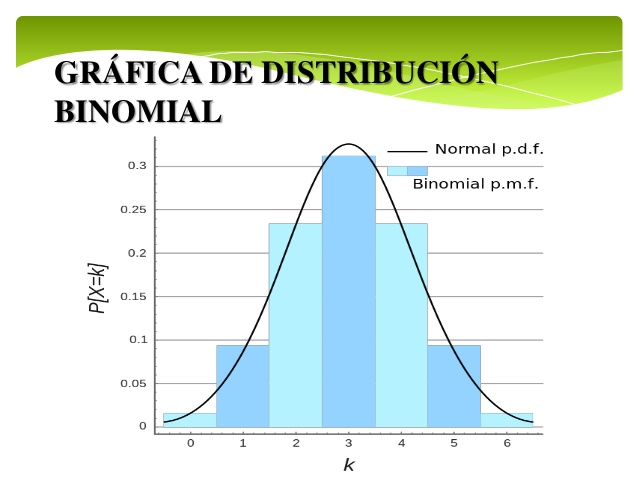 GRÁFICA DE DISTRIBUCIÓN
BINOMIAL
Normal p.d.f.
Binomial p.m.f.
0.3
0.25
0.2
0.15
0.1
0.05
0
P[X=k]
0 1 2 3 4 5 6
k